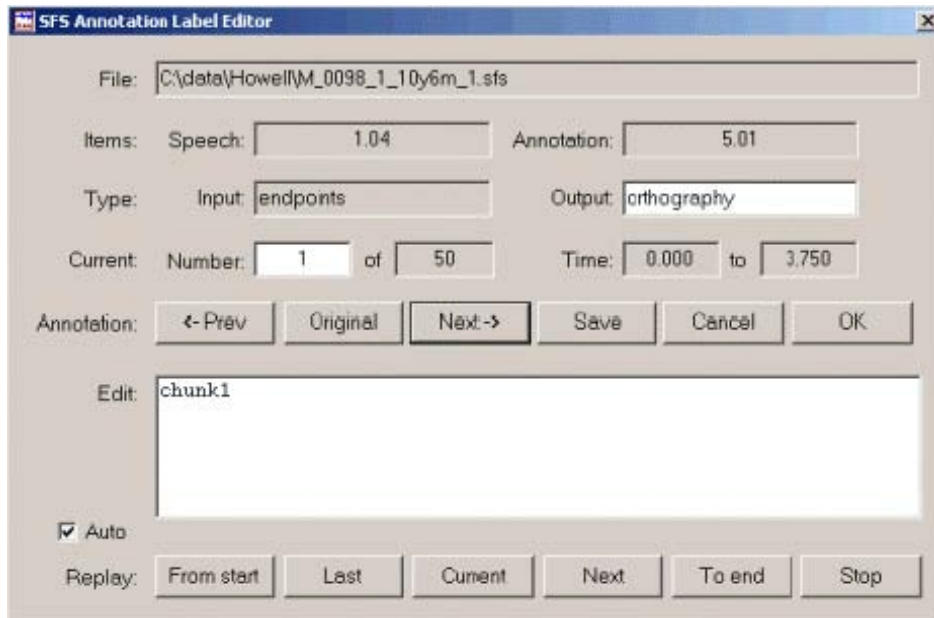 SFS Annotation Label Editor
File: C:\data\Howell\M_0098_1_10y6m_1.sfs
Items: Speech: 1.04 Annotation: 5.01
Type: Input: endpoints Output: orthography
Current: Number: 1 of 50 Time: 0.000 to 3.750
Annotation: <- Prev Original Next -> Save Cancel OK
Edit: chunk1
Auto
Replay: From start Last Current Next To end Stop